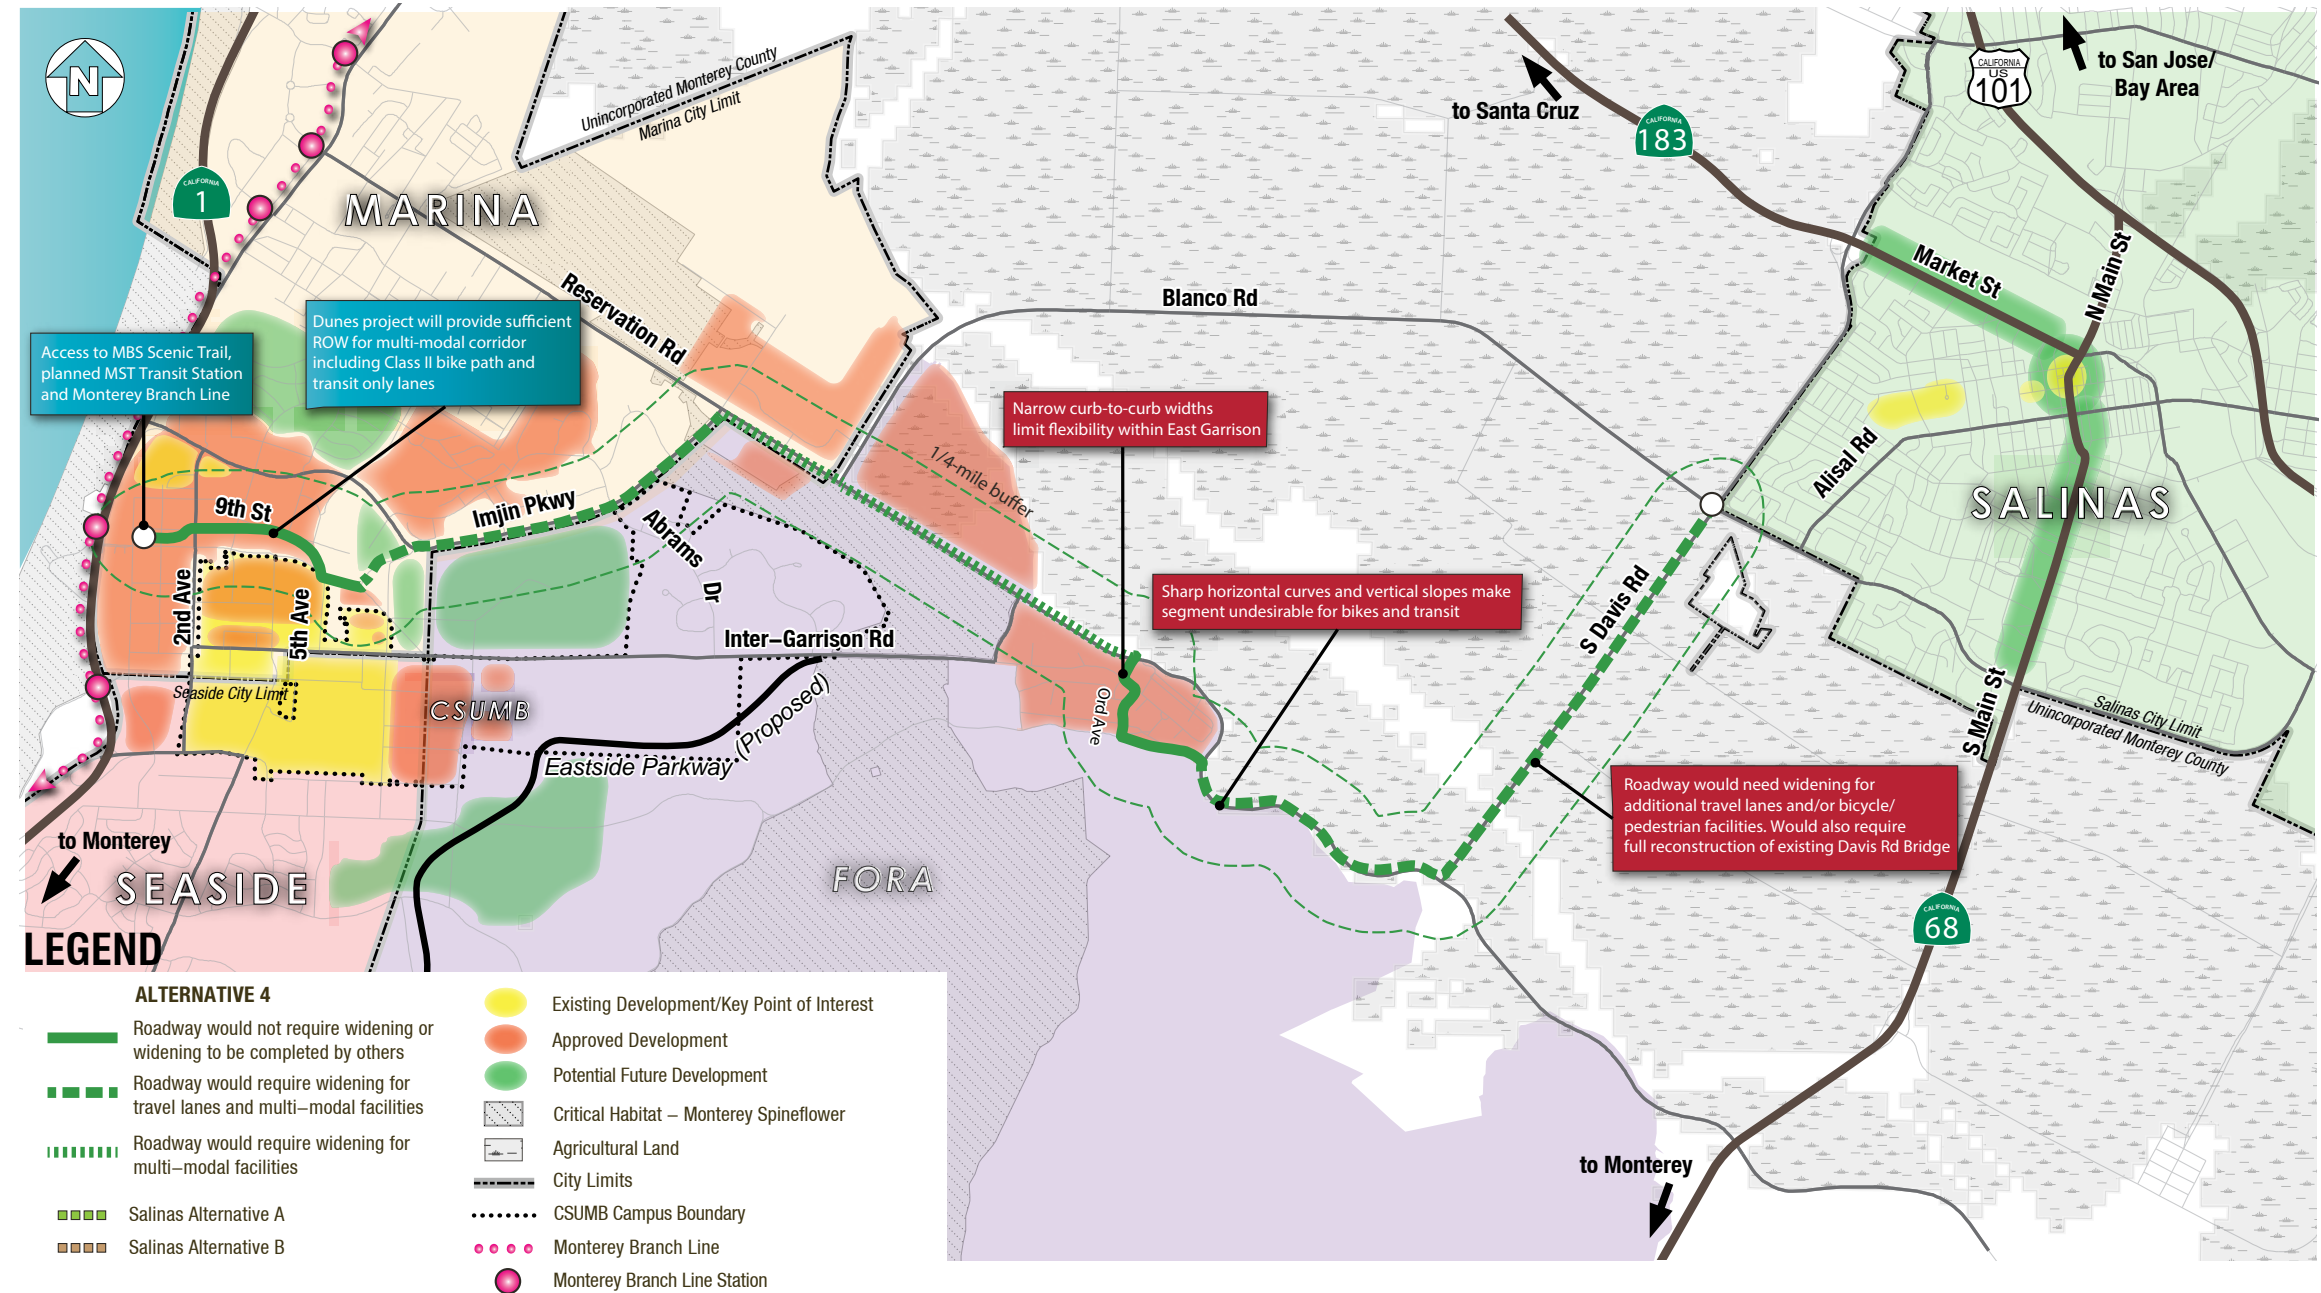 N
Unincorporated Monterey County
Marina City Limit
to Santa Cruz
CALIFORNIA
183
CALIFORNIA
US
101
to San Jose/
Bay Area
CALIFORNIA
1
MARINA
Reservation Rd
Blanco Rd
Market St
N Main St
Access to MBS Scenic Trail,
planned MST Transit Station
and Monterey Branch Line
Dunes project will provide sufficient
ROW for multi-modal corridor
including Class II bike path and
transit only lanes
Narrow curb-to-curb widths
limit flexibility within East Garrison
1/4-mile buffer
Alisal Rd
SALINAS
9th St
Imjin Pkwy
Abrams
Dr
2nd Ave
5th Ave
Inter–Garrison Rd
Sharp horizontal curves and vertical slopes make
segment undesirable for bikes and transit
S Davis Rd
Seaside City Limit
CSUMB
Ord Ave
Eastside Parkway
(Proposed)
S Main St
Salinas City Limit
Unincorporated Monterey County
Roadway would need widening for
additional travel lanes and/or bicycle/
pedestrian facilities. Would also require
full reconstruction of existing Davis Rd Bridge
to Monterey
SEASIDE
FORA
CALIFORNIA
68
to Monterey
LEGEND
ALTERNATIVE 4
Roadway would not require widening or
widening to be completed by others
Roadway would require widening for
travel lanes and multi–modal facilities
Roadway would require widening for
multi–modal facilities
Salinas Alternative A
Salinas Alternative B
Existing Development/Key Point of Interest
Approved Development
Potential Future Development
Critical Habitat – Monterey Spineflower
Agricultural Land
City Limits
CSUMB Campus Boundary
Monterey Branch Line
Monterey Branch Line Station